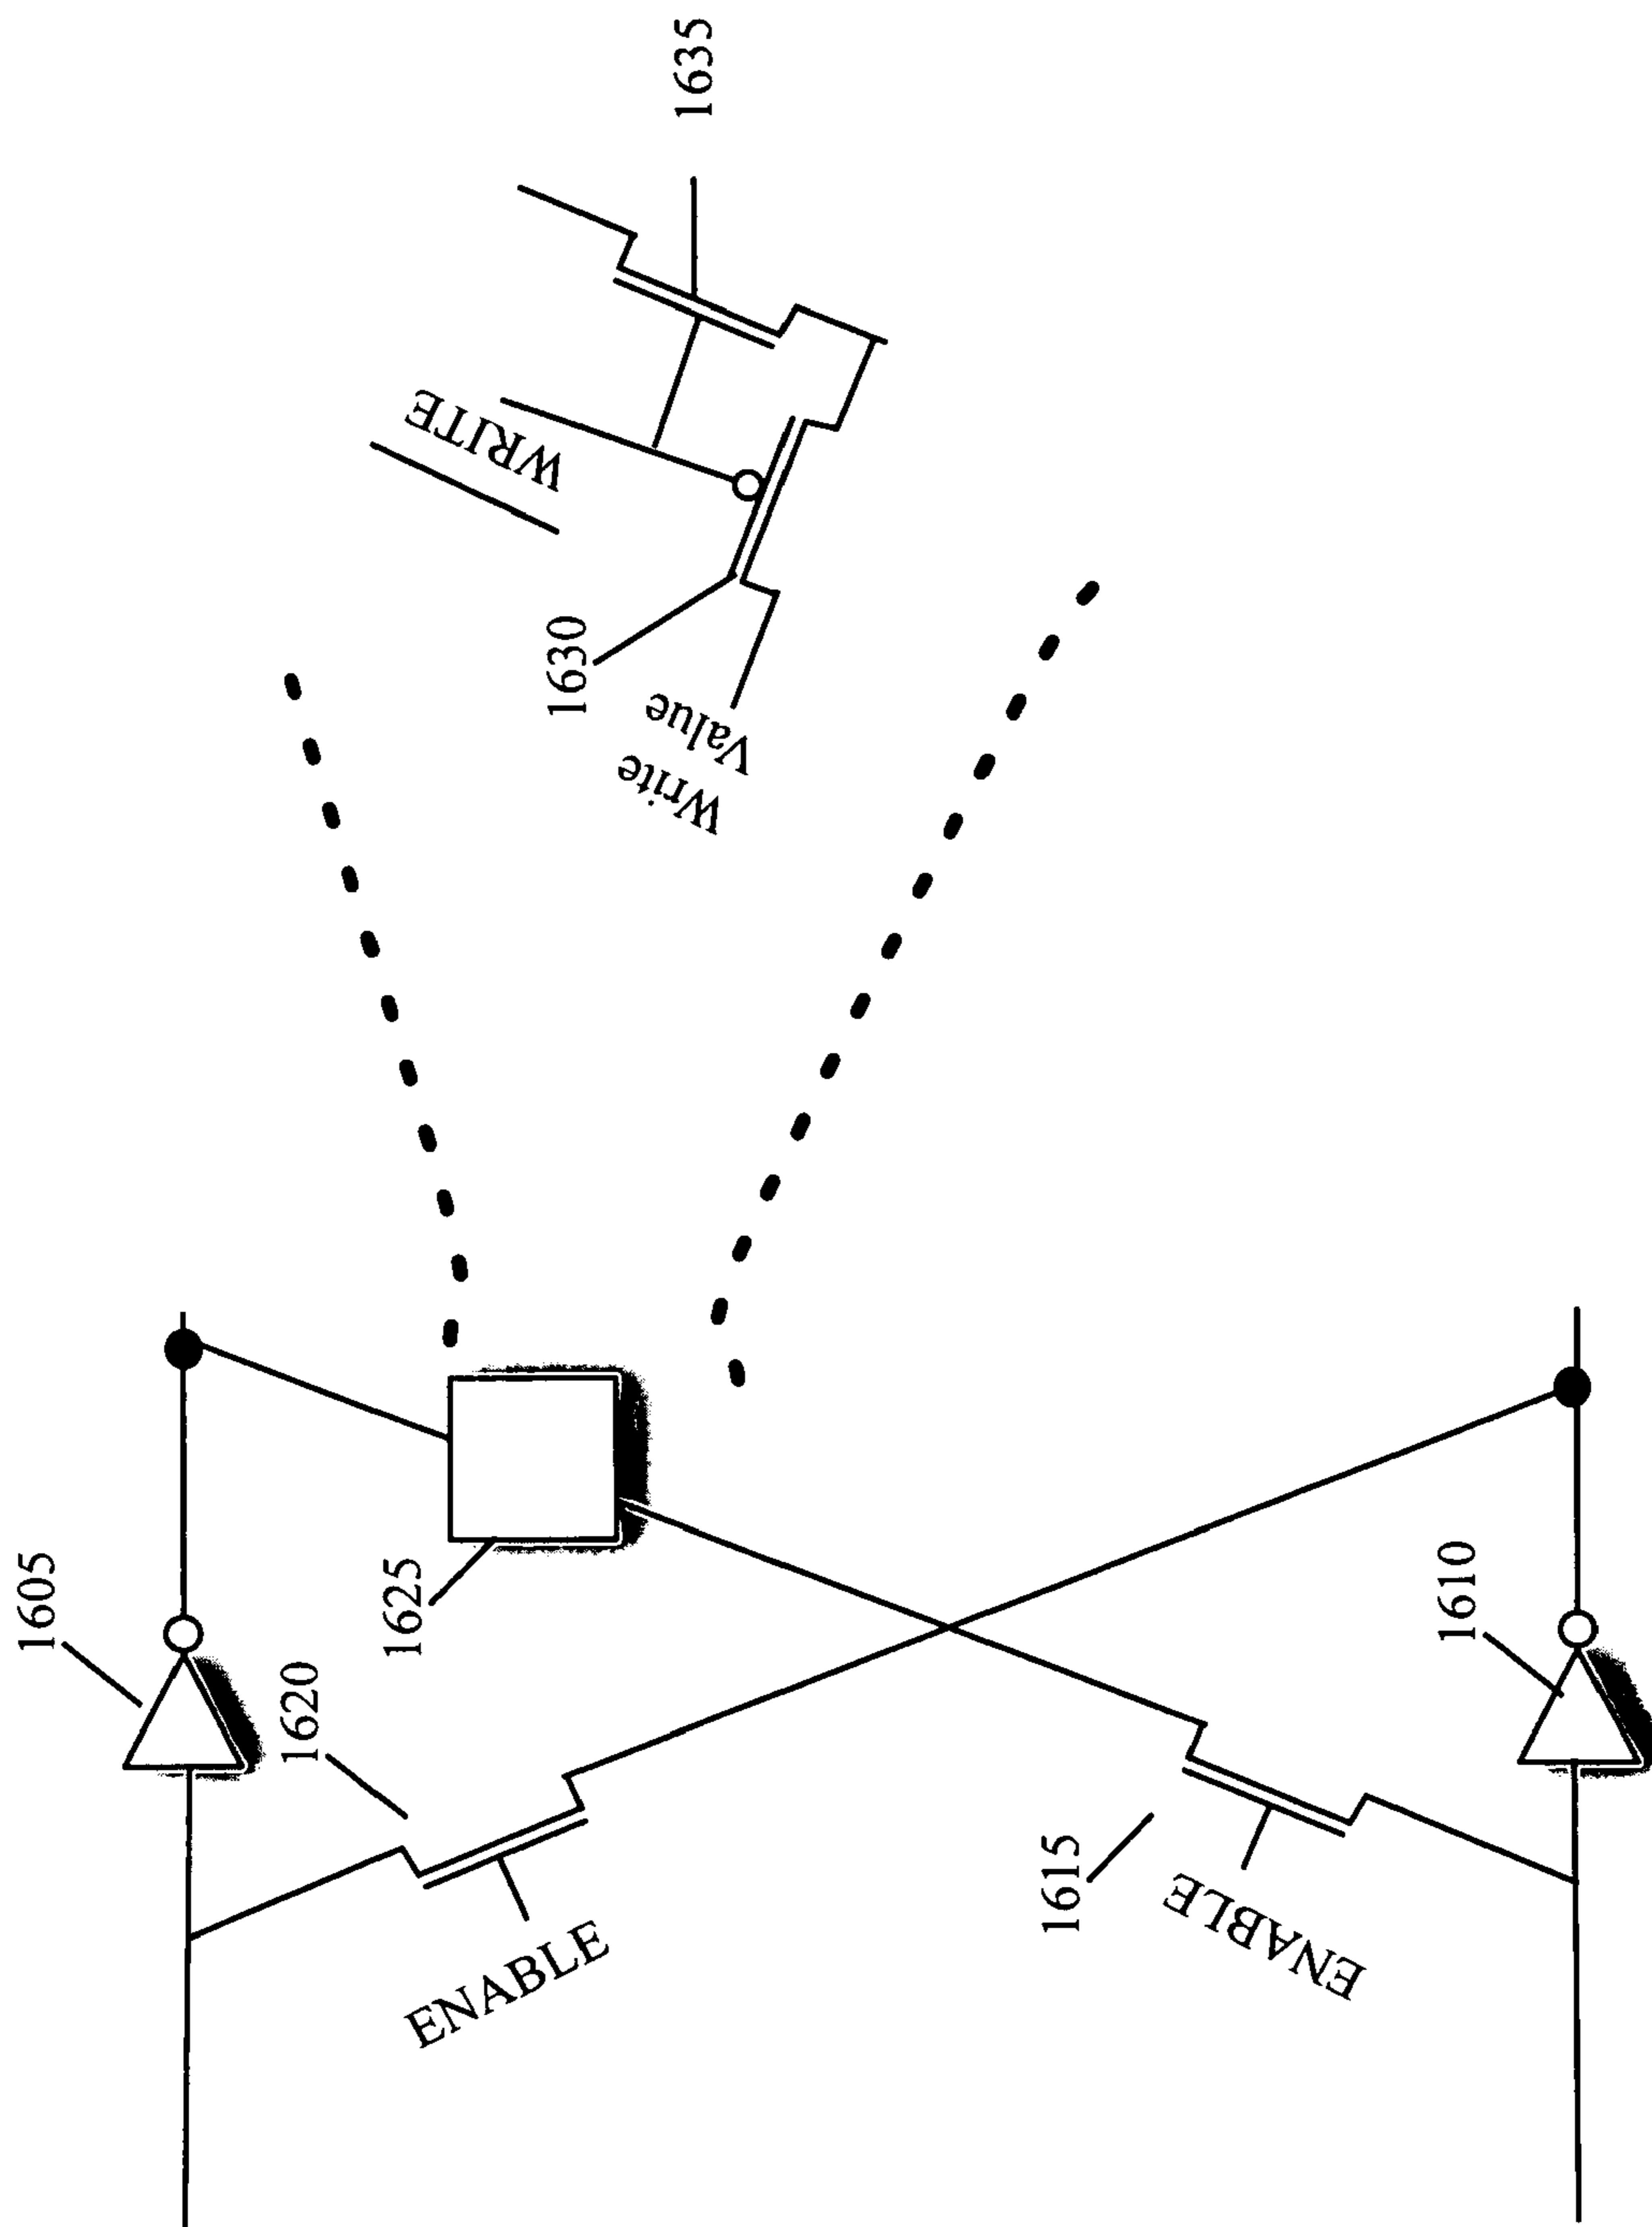 1605
1620
1625
ENABLE
1630
WRITE
1635
Write
Value
1615
ENABLE
1610